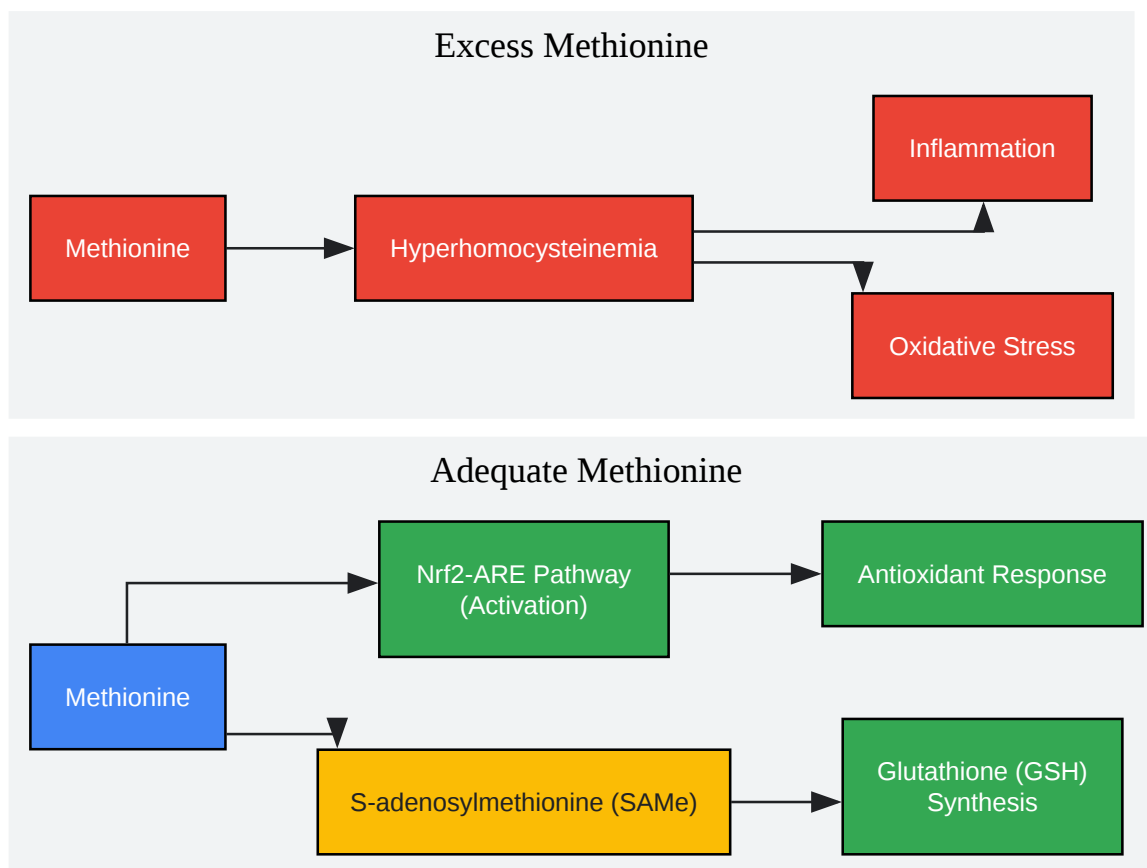 Excess Methionine
Inflammation
Methionine
Hyperhomocysteinemia
Oxidative Stress
Adequate Methionine
Nrf2-ARE Pathway
(Activation)
Antioxidant Response
Methionine
S-adenosylmethionine (SAMe)
Glutathione (GSH)
Synthesis